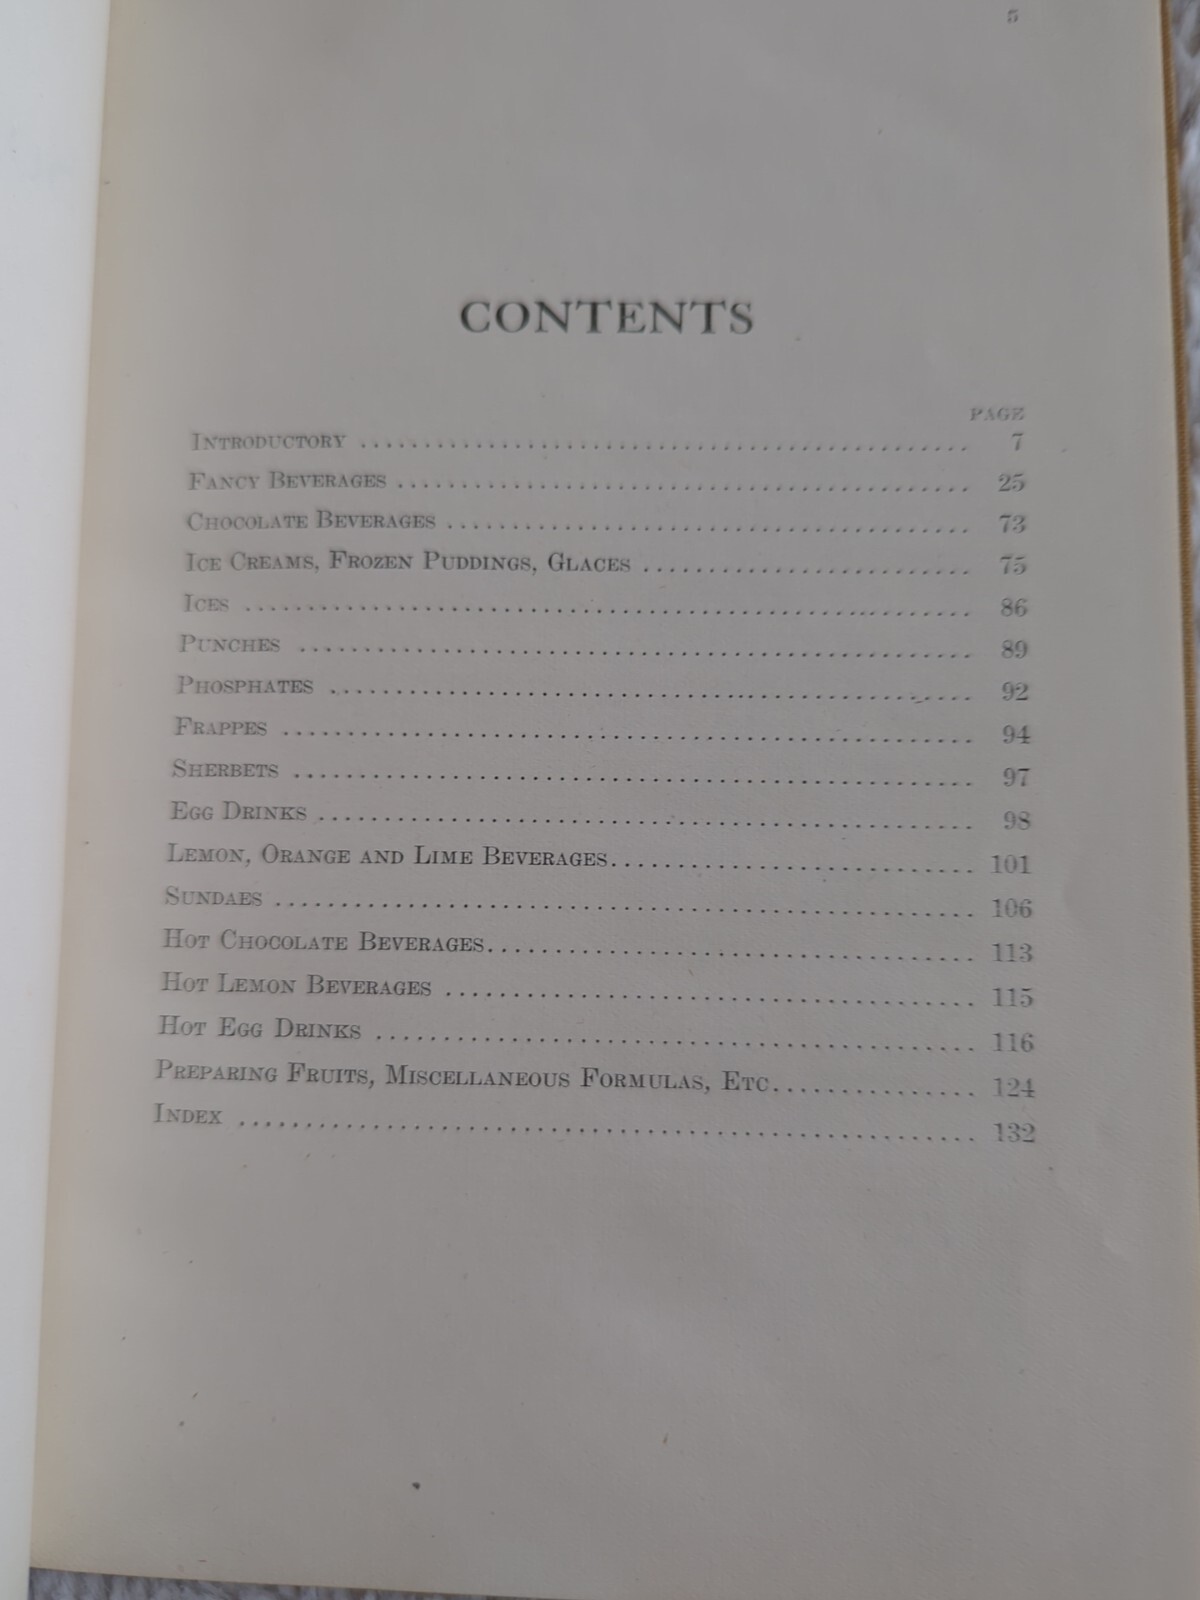 5
CONTENTS
PAGE
INTRODUCTORY ........................................ 7
FANCY BEVERAGES ........................................ 25
CHOCOLATE BEVERAGES ........................................ 73
ICE CREAMS, FROZEN PUDDINGS, GLACES ........................................ 75
ICES ........................................ 86
PUNCHES ........................................ 89
PHOSPHATES ........................................ 92
FRAPPES ........................................ 94
SHERBETS ........................................ 97
EGG DRINKS ........................................ 98
LEMON, ORANGE AND LIME BEVERAGES........................................ 101
SUNDAES ........................................ 106
HOT CHOCOLATE BEVERAGES........................................ 113
HOT LEMON BEVERAGES ........................................ 115
HOT EGG DRINKS ........................................ 116
PREPARING FRUITS, MISCELLANEOUS FORMULAS, ETC................ 124
INDEX ........................................ 132